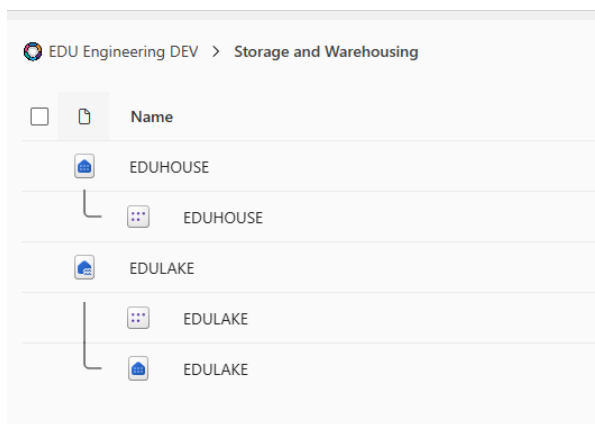 EDU Engineering DEV > Storage and Warehousing
Name
EDUHOUSE
EDUHOUSE
EDULAKE
EDULAKE
EDULAKE